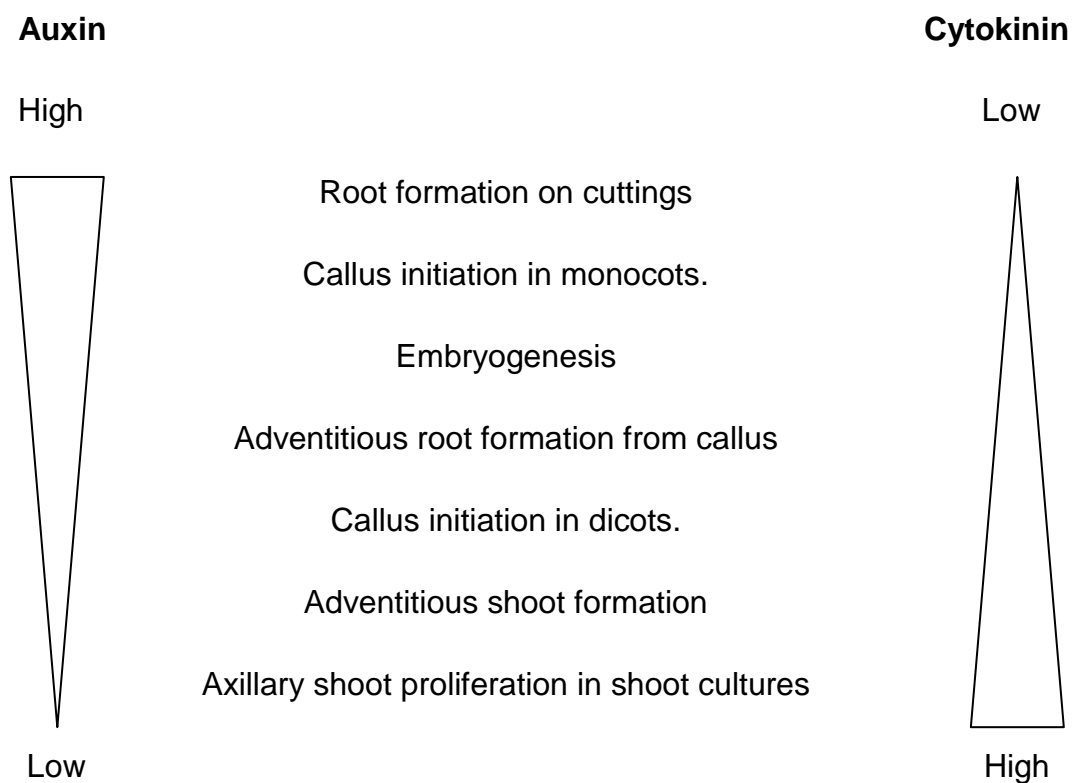 Auxin Cytokinin
High Low
Root formation on cuttings
Callus initiation in monocots.
Embryogenesis
Adventitious root formation from callus
Callus initiation in dicots.
Adventitious shoot formation
Axillary shoot proliferation in shoot cultures
Low High